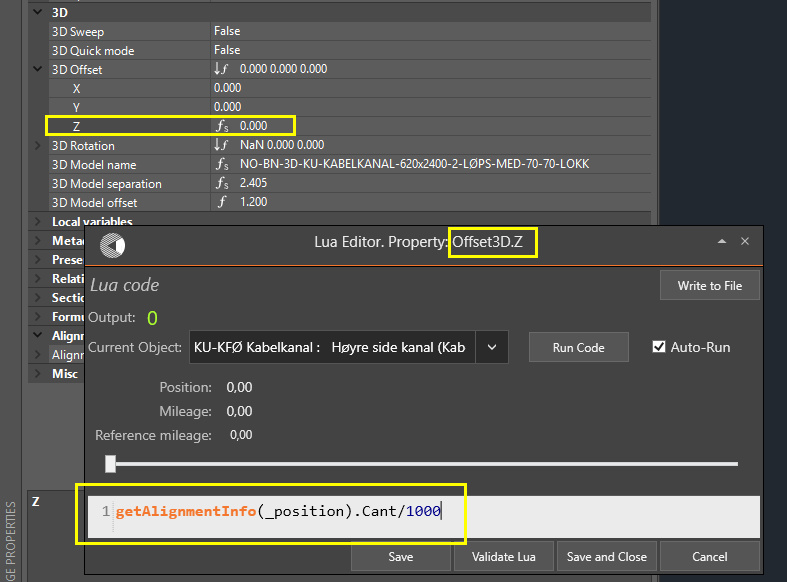 3D
3D Sweep False
3D Quick mode False
3D Offset ↓f 0.000 0.000 0.000
X 0.000
Y 0.000
Z fs 0.000
3D Rotation ↓f NaN 0.000 0.000
3D Model name fs NO-BN-3D-KU-KABELKANAL-620x2400-2-LØPS-MED-70-70-LOKK
3D Model separation fs 2.405
3D Model offset f 1.200
Local variables
Meta
Prese
Relati
Sectio
Formu
Alignn
Alignn
Misc
Lua Editor. Property: Offset3D.Z
Lua code
Write to File
Output: 0
Current Object: KU-KFØ Kabelkanal : Høyre side kanal (Kab
Run Code
Auto-Run
Position: 0,00
Mileage: 0,00
Reference mileage: 0,00
Z
1 getAlignmentInfo(_position).Cant/1000
Save Validate Lua Save and Close Cancel
GE PROPERTIES